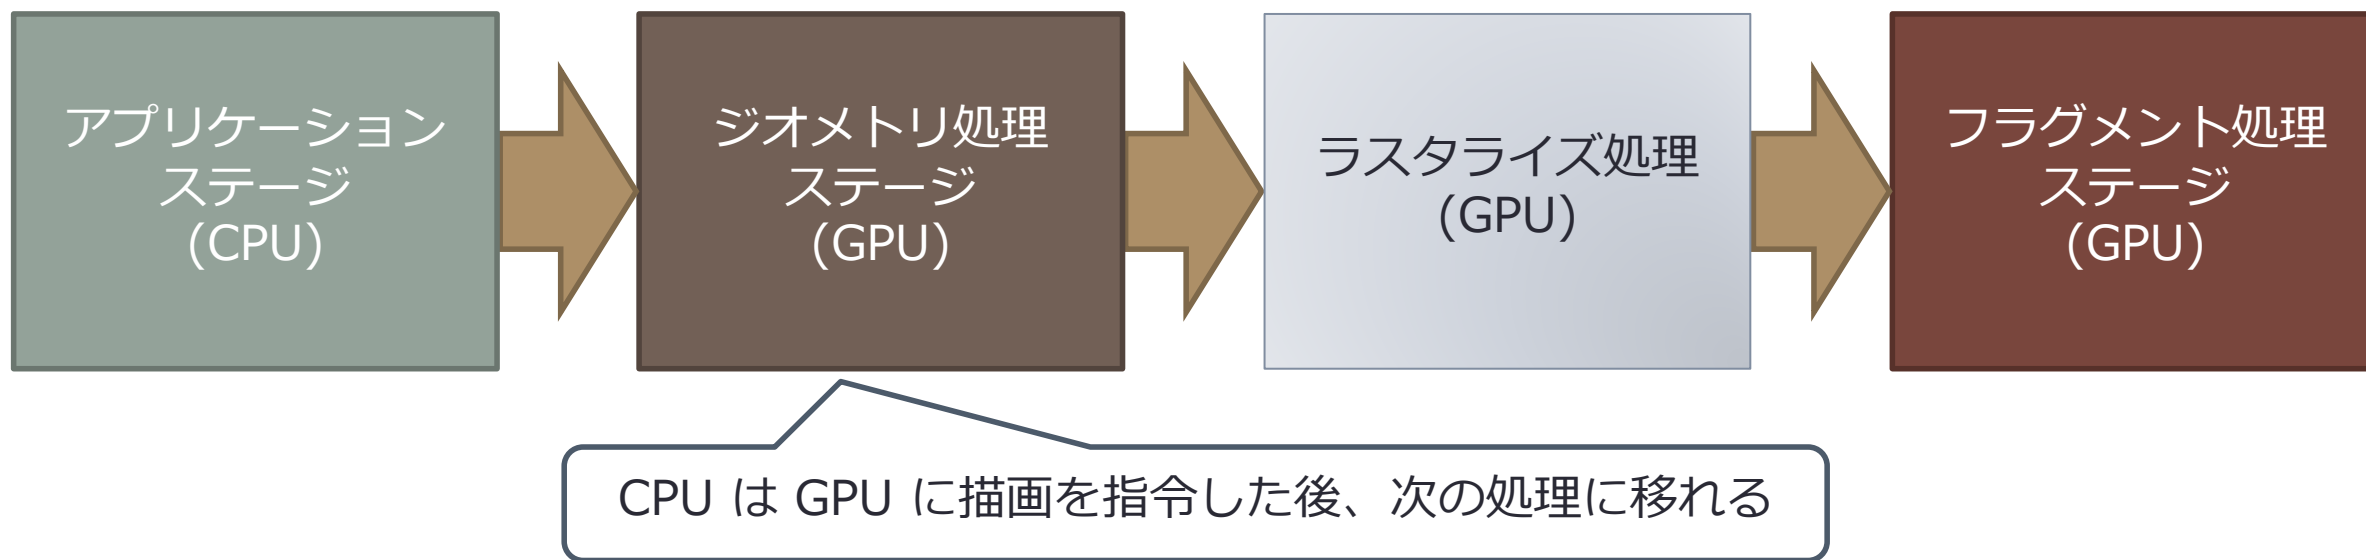 アプリケーション
ステージ
(CPU)
ジオメトリ処理
ステージ
(GPU)
ラスタライズ処理
(GPU)
フラグメント処理
ステージ
(GPU)
CPU は GPU に描画を指令した後、次の処理に移れる